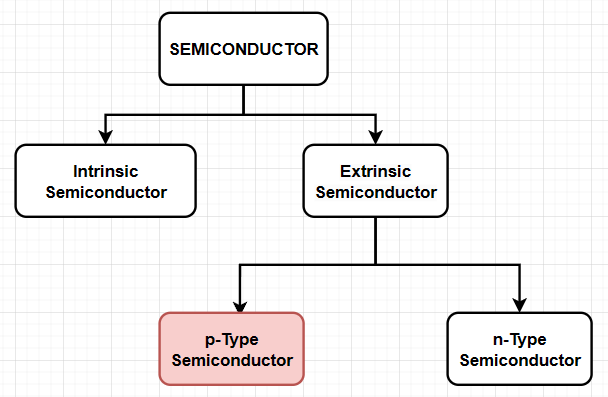 SEMICONDUCTOR
Intrinsic
Semiconductor
Extrinsic
Semiconductor
p-Type
Semiconductor
n-Type
Semiconductor